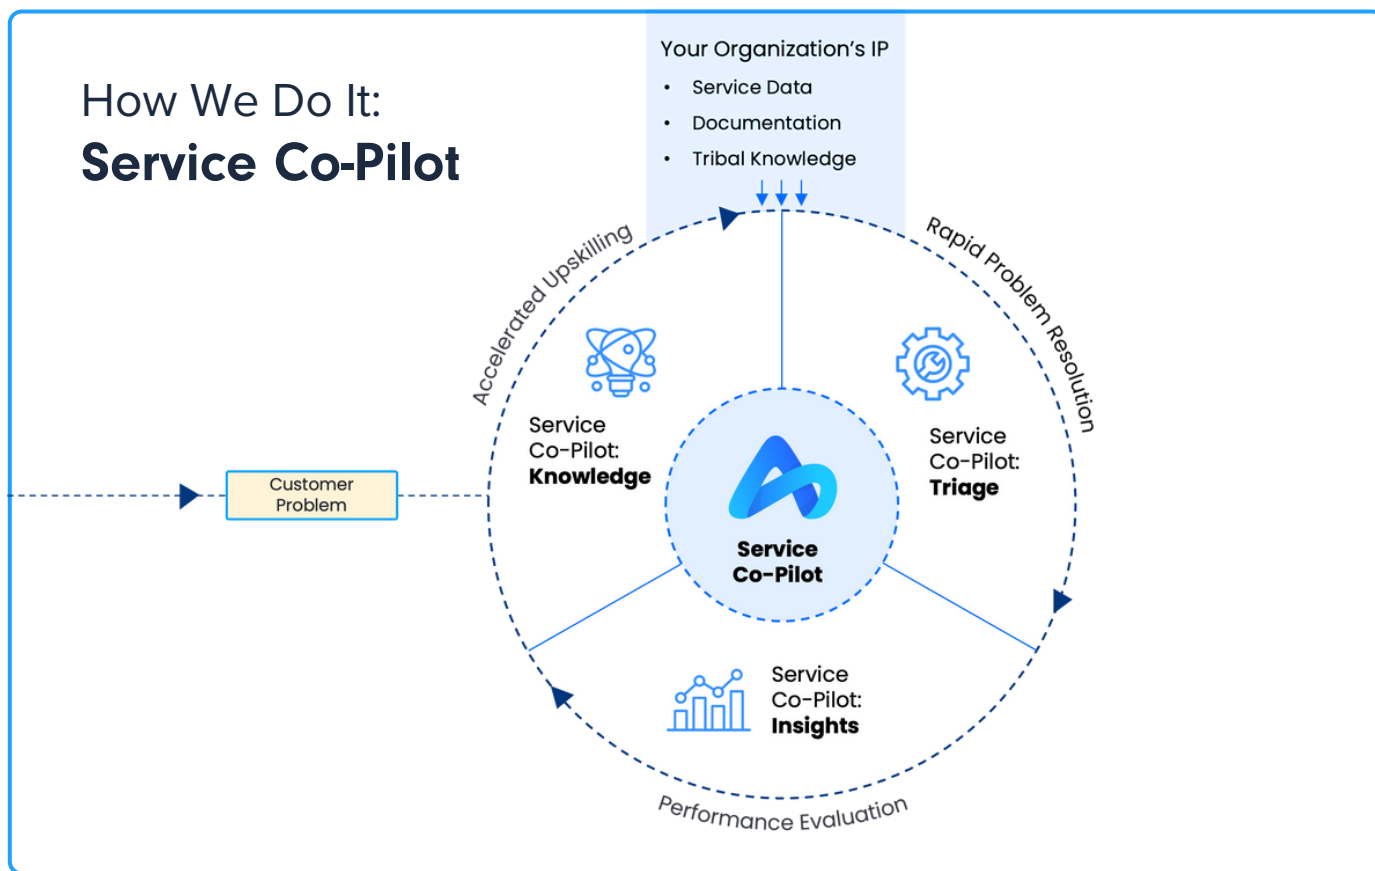 How We Do It:
Service Co-Pilot
Your Organization’s IP
• Service Data
• Documentation
• Tribal Knowledge
Accelerated Upskilling
Rapid Problem Resolution
Service
Co-Pilot:
Knowledge
Service
Co-Pilot:
Triage
Customer
Problem
Service
Co-Pilot
Service
Co-Pilot:
Insights
Performance Evaluation